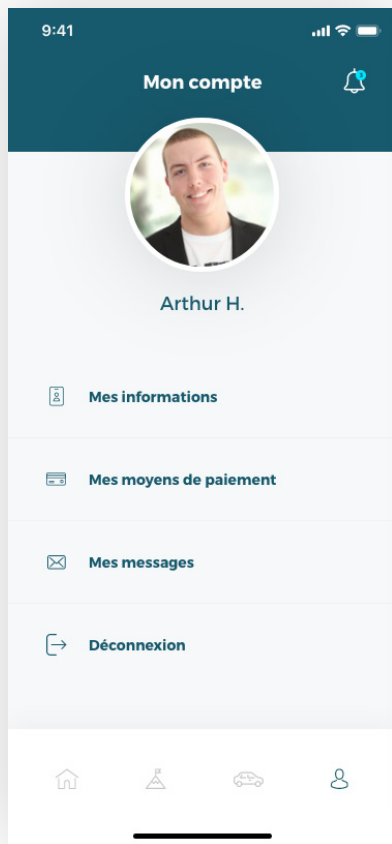 9:41
Mon compte
Arthur H.
Mes informations
Mes moyens de paiement
Mes messages
Déconnexion